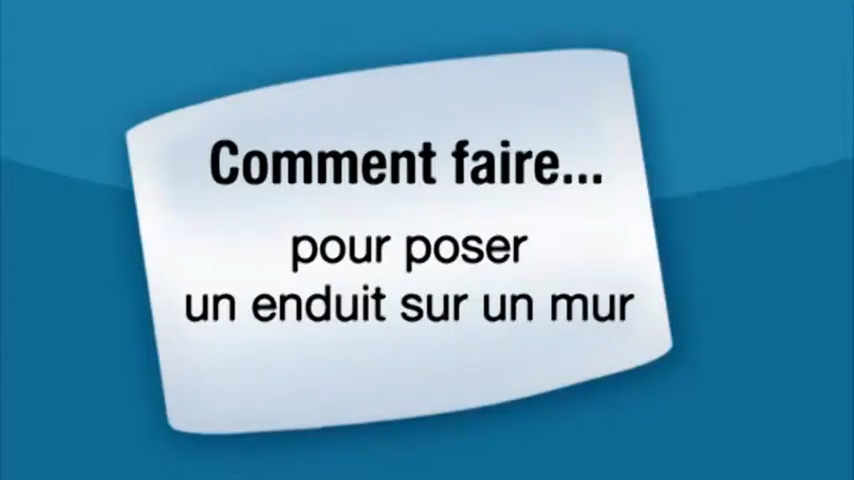 Comment faire...
pour poser
un enduit sur un mur